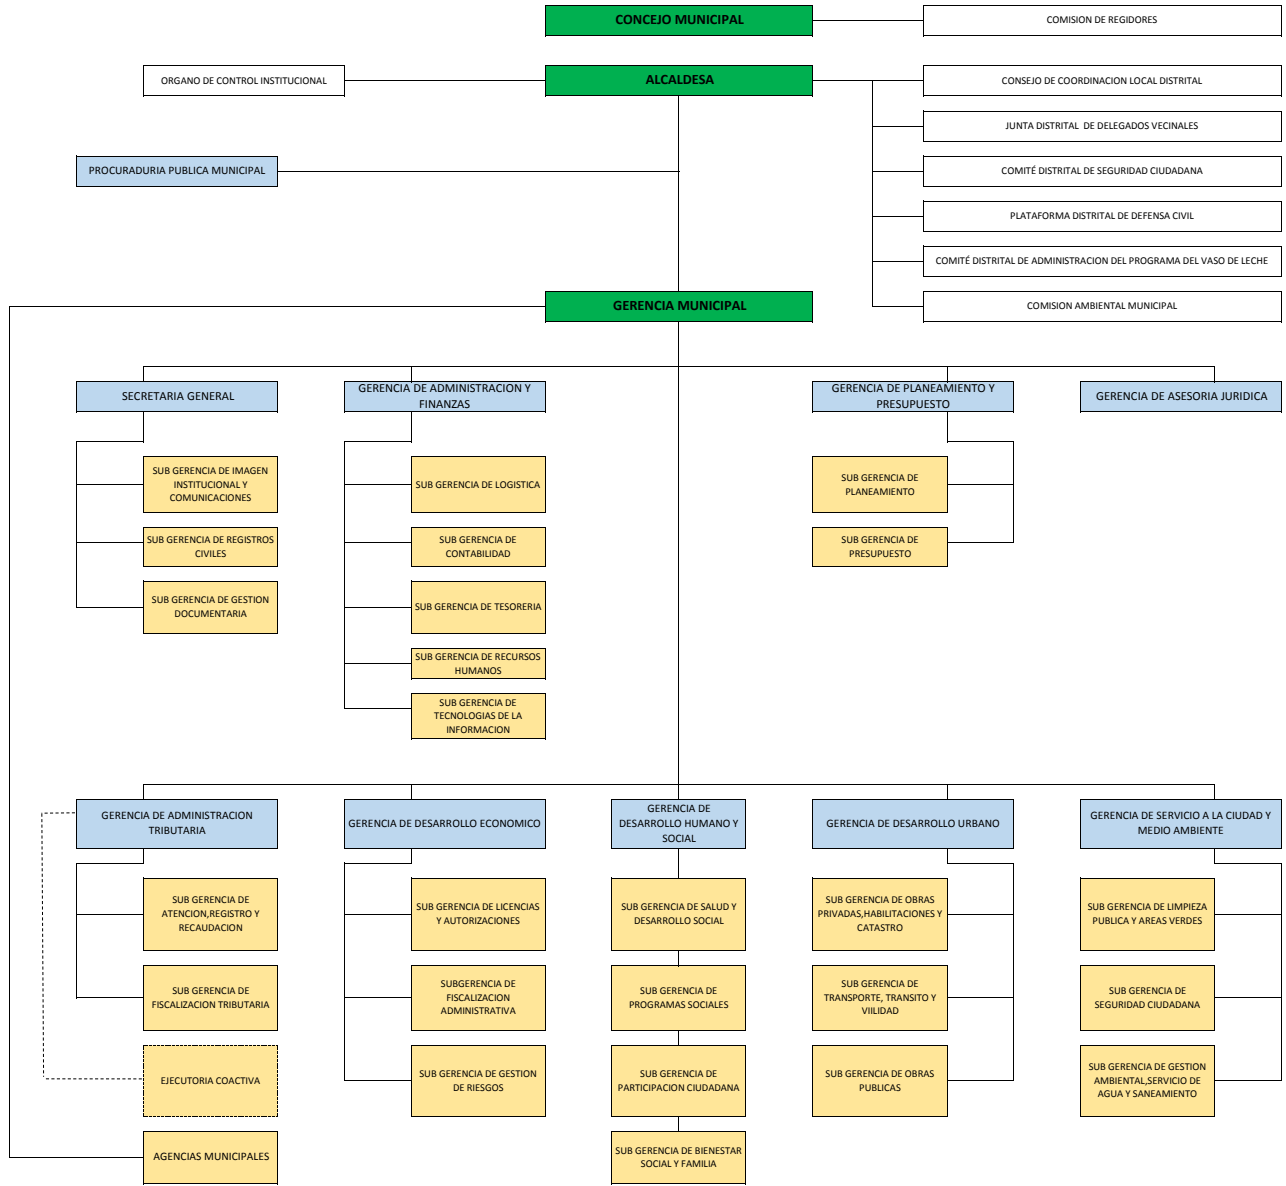 CONCEJO MUNICIPAL
COMISION DE REGIDORES
ORGANO DE CONTROL INSTITUCIONAL
ALCALDESA
CONSEJO DE COORDINACION LOCAL DISTRITAL
JUNTA DISTRITAL DE DELEGADOS VECINALES
PROCURADURIA PUBLICA MUNICIPAL
COMITÉ DISTRITAL DE SEGURIDAD CIUDADANA
PLATAFORMA DISTRITAL DE DEFENSA CIVIL
COMITÉ DISTRITAL DE ADMINISTRACION DEL PROGRAMA DEL VASO DE LECHE
GERENCIA MUNICIPAL
COMISION AMBIENTAL MUNICIPAL
SECRETARIA GENERAL
GERENCIA DE ADMINISTRACION Y
FINANZAS
GERENCIA DE PLANEAMIENTO Y
PRESUPUESTO
GERENCIA DE ASESORIA JURIDICA
SUB GERENCIA DE IMAGEN
INSTITUCIONAL Y
COMUNICACIONES
SUB GERENCIA DE LOGISTICA
SUB GERENCIA DE
PLANEAMIENTO
SUB GERENCIA DE REGISTROS
CIVILES
SUB GERENCIA DE
CONTABILIDAD
SUB GERENCIA DE
PRESUPUESTO
SUB GERENCIA DE GESTION
DOCUMENTARIA
SUB GERENCIA DE TESORERIA
SUB GERENCIA DE RECURSOS
HUMANOS
SUB GERENCIA DE
TECNOLOGIAS DE LA
INFORMACION
GERENCIA DE ADMINISTRACION
TRIBUTARIA
GERENCIA DE DESARROLLO ECONOMICO
GERENCIA DE
DESARROLLO HUMANO Y
SOCIAL
GERENCIA DE DESARROLLO URBANO
GERENCIA DE SERVICIO A LA CIUDAD Y
MEDIO AMBIENTE
SUB GERENCIA DE
ATENCION,REGISTRO Y
RECAUDACION
SUB GERENCIA DE LICENCIAS
Y AUTORIZACIONES
SUB GERENCIA DE SALUD Y
DESARROLLO SOCIAL
SUB GERENCIA DE OBRAS
PRIVADAS,HABILITACIONES Y
CATASTRO
SUB GERENCIA DE LIMPIEZA
PUBLICA Y AREAS VERDES
SUB GERENCIA DE
FISCALIZACION TRIBUTARIA
SUBGERENCIA DE
FISCALIZACION
ADMINISTRATIVA
SUB GERENCIA DE
PROGRAMAS SOCIALES
SUB GERENCIA DE
TRANSPORTE, TRANSITO Y
VIILIDAD
SUB GERENCIA DE
SEGURIDAD CIUDADANA
EJECUTORIA COACTIVA
SUB GERENCIA DE GESTION
DE RIESGOS
SUB GERENCIA DE
PARTICIPACION CIUDADANA
SUB GERENCIA DE OBRAS
PUBLICAS
SUB GERENCIA DE GESTION
AMBIENTAL,SERVICIO DE
AGUA Y SANEAMIENTO
AGENCIAS MUNICIPALES
SUB GERENCIA DE BIENESTAR
SOCIAL Y FAMILIA